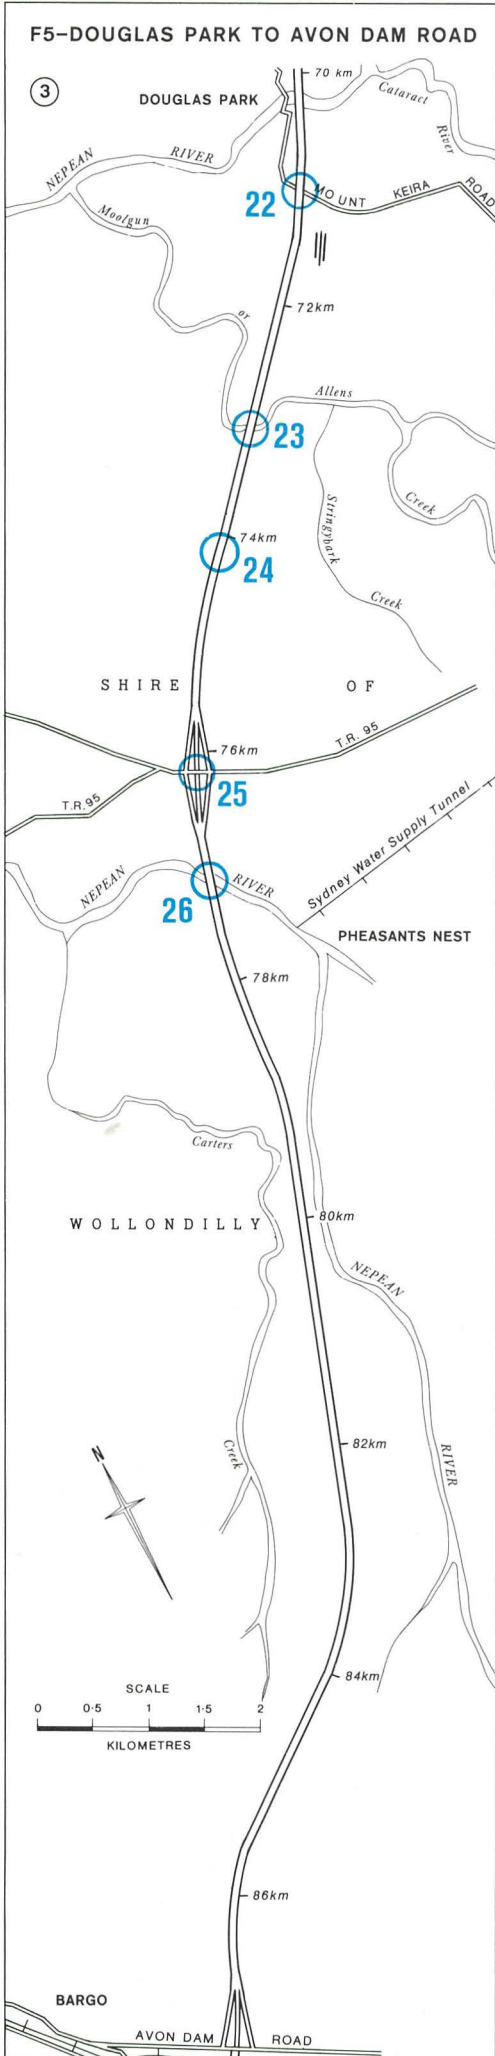 F5-DOUGLAS PARK TO AVON DAM ROAD
3
70 km
DOUGLAS PARK
Cataract
River
NEPEAN RIVER
22
MOUNT KEIRA ROAD
Moolgun
72km
or
Allens
23
Creek
Stringybark
74km
24
Creek
SHIRE OF
76km
T.R. 95
25
T.R.95
Sydney Water Supply Tunnel
NEPEAN RIVER
26
PHEASANTS NEST
78km
Carters
80km
WOLLONDILLY
NEPEAN
82km
Creek
RIVER
N
84km
SCALE
0 0·5 1 1·5 2
KILOMETRES
86km
BARGO
AVON DAM ROAD